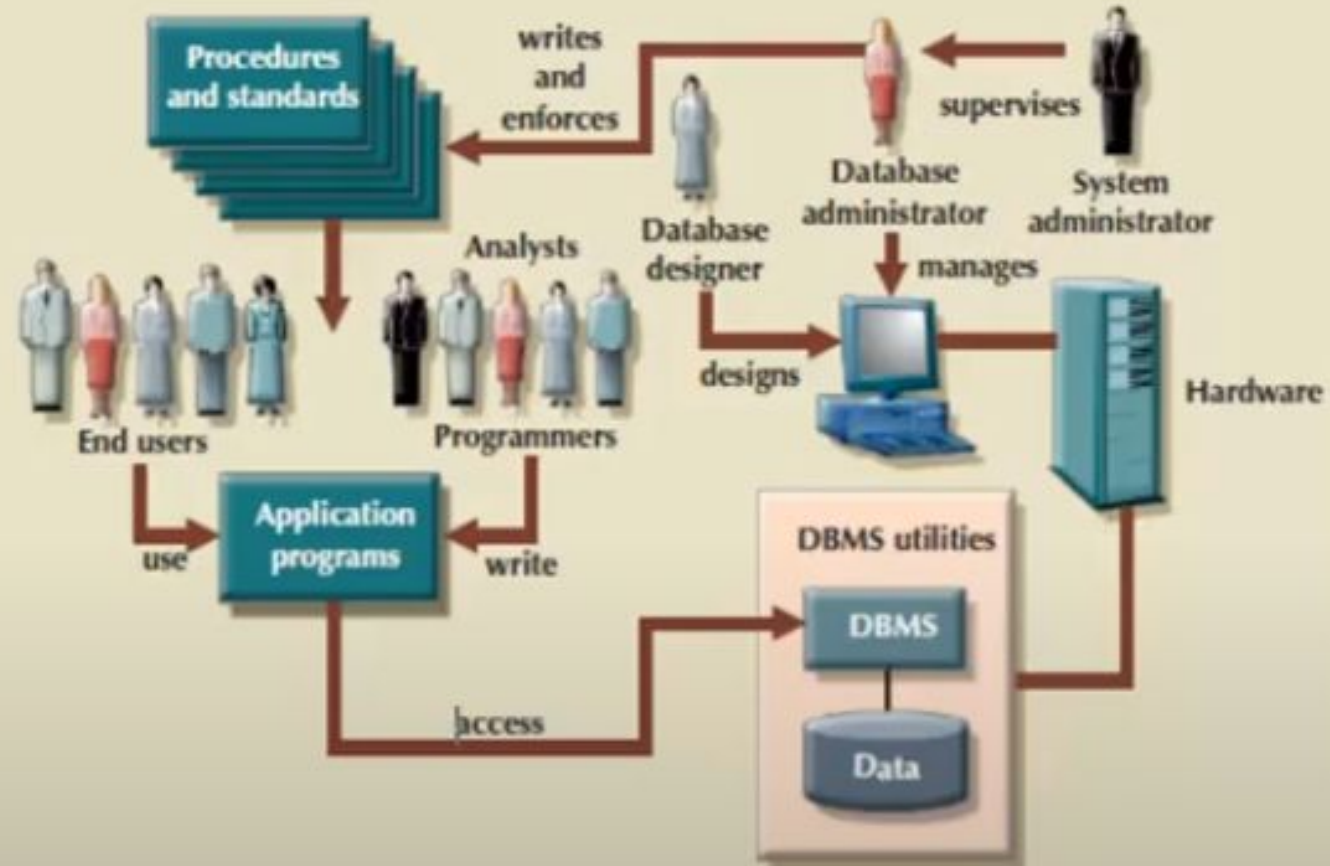 Procedures
and standards
writes
and
enforces
supervises
Database
administrator
System
administrator
Analysts
Database
designer
manages
designs
Hardware
End users
Programmers
Application
programs
use
write
DBMS utilities
DBMS
access
Data